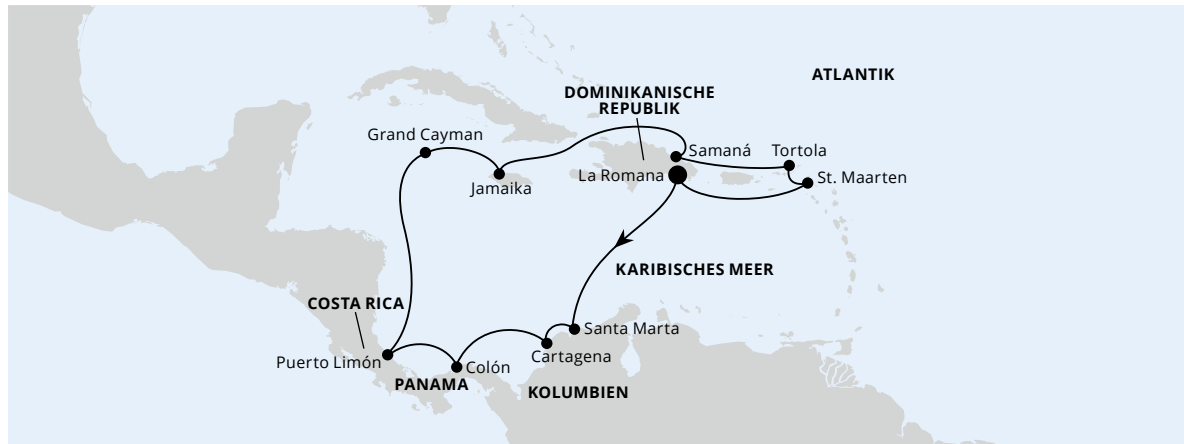 ATLANTIK
DOMINIKANISCHE
REPUBLIK
Grand Cayman
Samaná
Tortola
Jamaika
La Romana
St. Maarten
KARIBISCHES MEER
COSTA RICA
Santa Marta
Puerto Limón
Cartagena
Colón
PANAMA
KOLUMBIEN